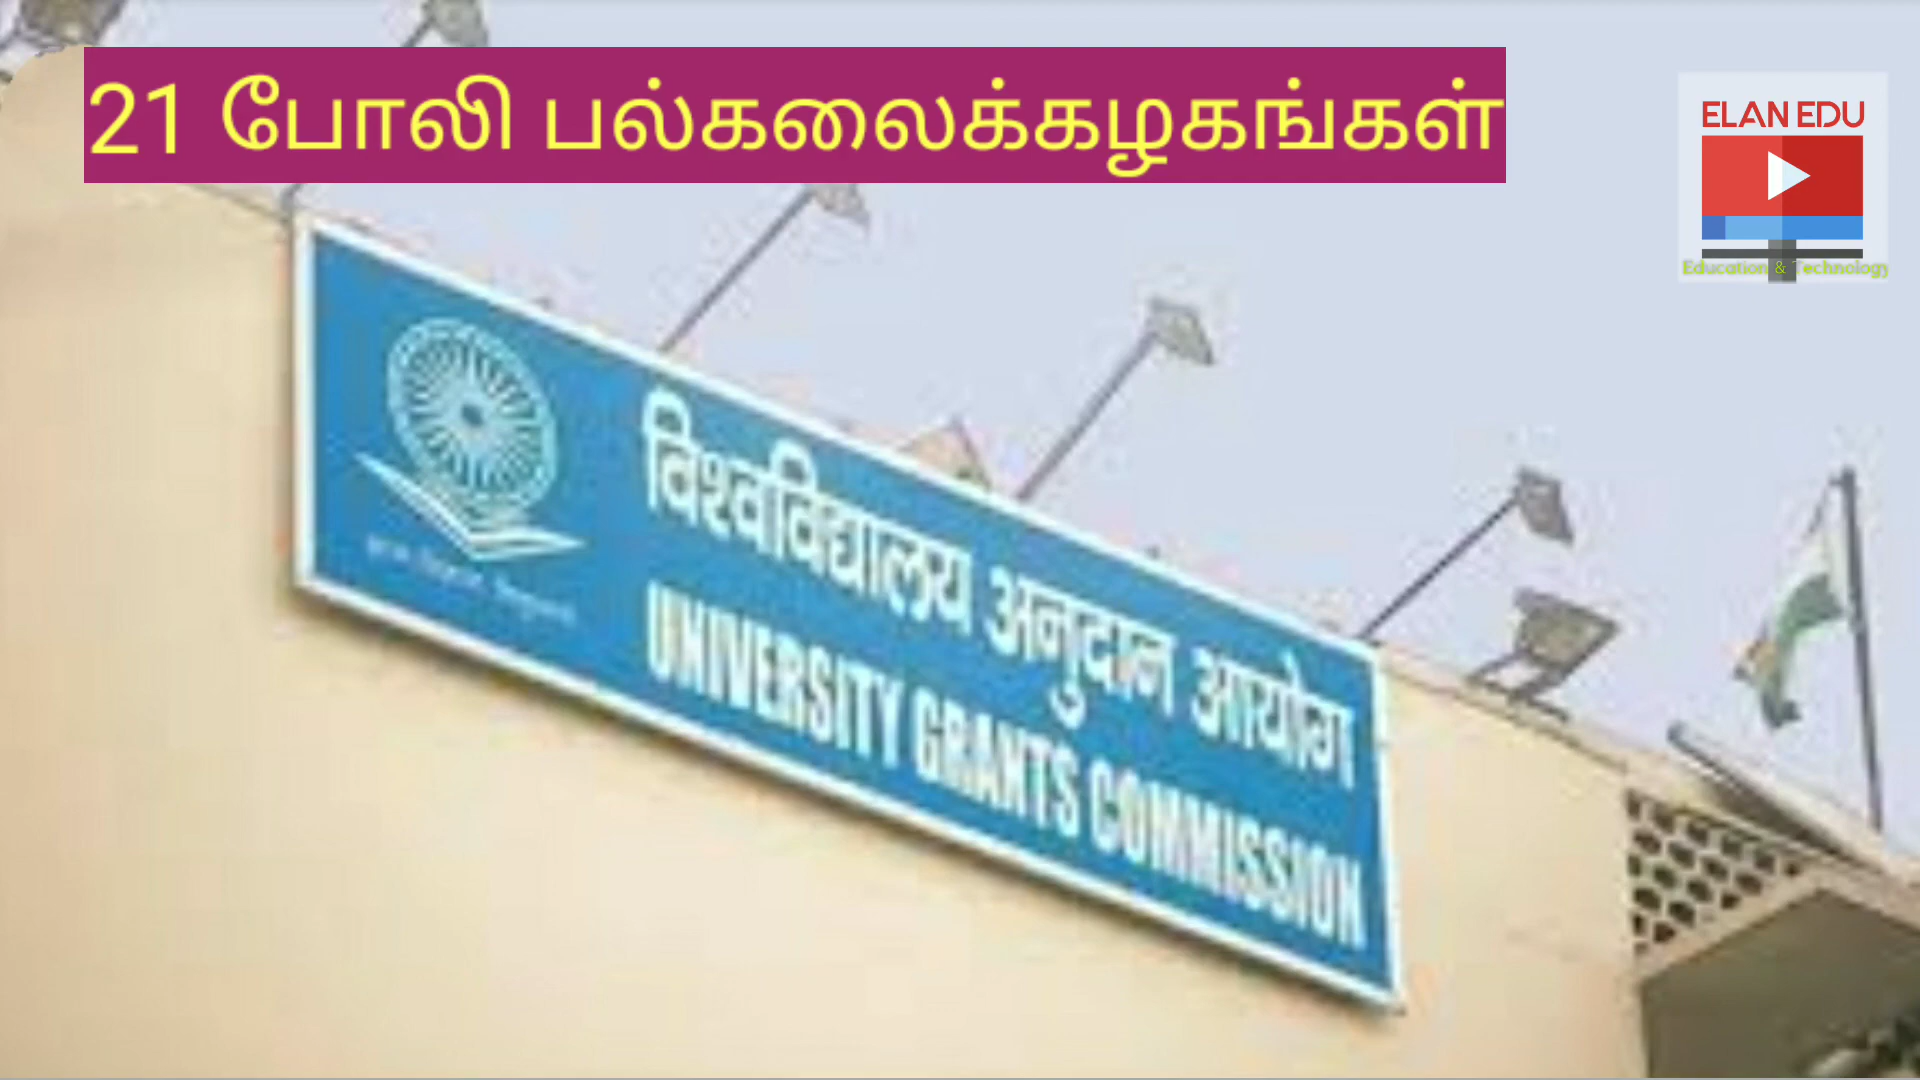 21 போலி பல்கலைக்கழகங்கள்
ELAN EDU
Education & Technology
विश्वविद्यालय अनुदान आयोग
UNIVERSITY GRANTS COMMISSION